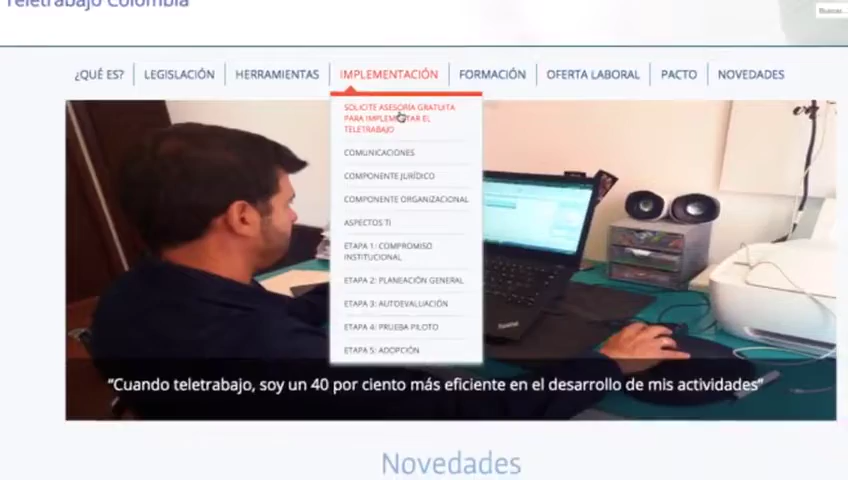 Teletrabajo Colombia
Buscar...
¿QUÉ ES?
LEGISLACIÓN
HERRAMIENTAS
IMPLEMENTACIÓN
FORMACIÓN
OFERTA LABORAL
PACTO
NOVEDADES
SOLICITE ASESORÍA GRATUITA
PARA IMPLEMENTAR EL
TELETRABAJO
COMUNICACIONES
COMPONENTE JURÍDICO
COMPONENTE ORGANIZACIONAL
ASPECTOS TI
ETAPA 1: COMPROMISO
INSTITUCIONAL
ETAPA 2: PLANEACIÓN GENERAL
ETAPA 3: AUTOEVALUACIÓN
ETAPA 4: PRUEBA PILOTO
ETAPA 5: ADOPCIÓN
"Cuando teletrabajo, soy un 40 por ciento más eficiente en el desarrollo de mis actividades"
Novedades